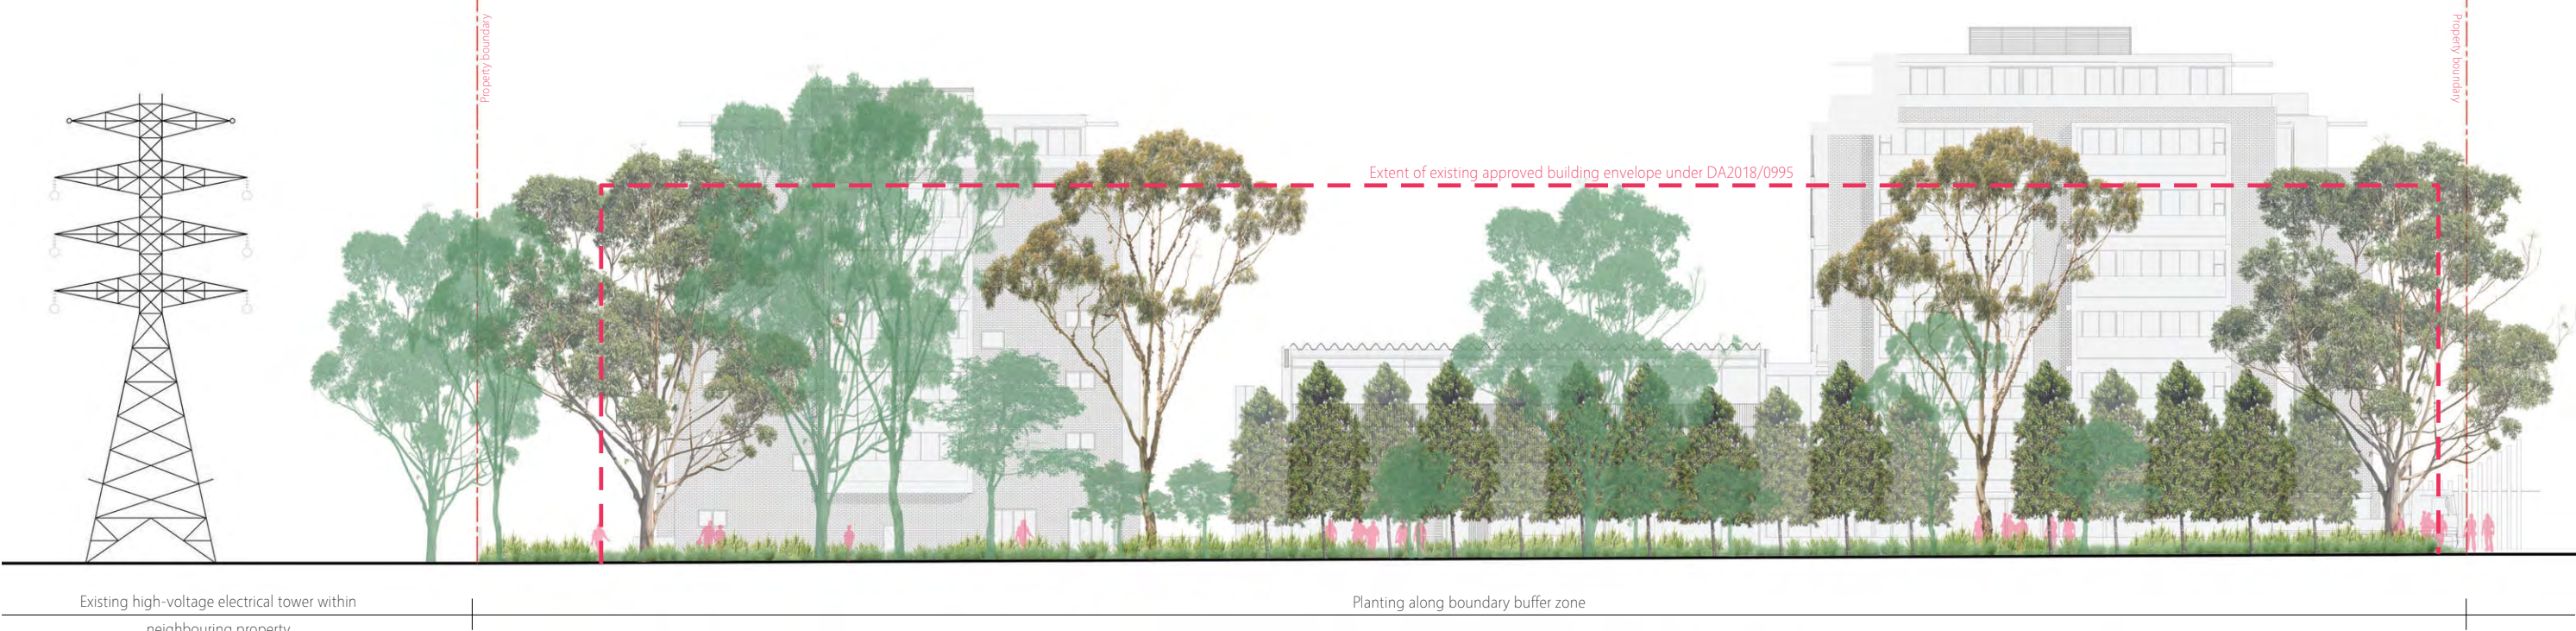 Property boundary
Property boundary
Extent of existing approved building envelope under DA2018/0995
Existing high-voltage electrical tower within
neighbouring property
Planting along boundary buffer zone